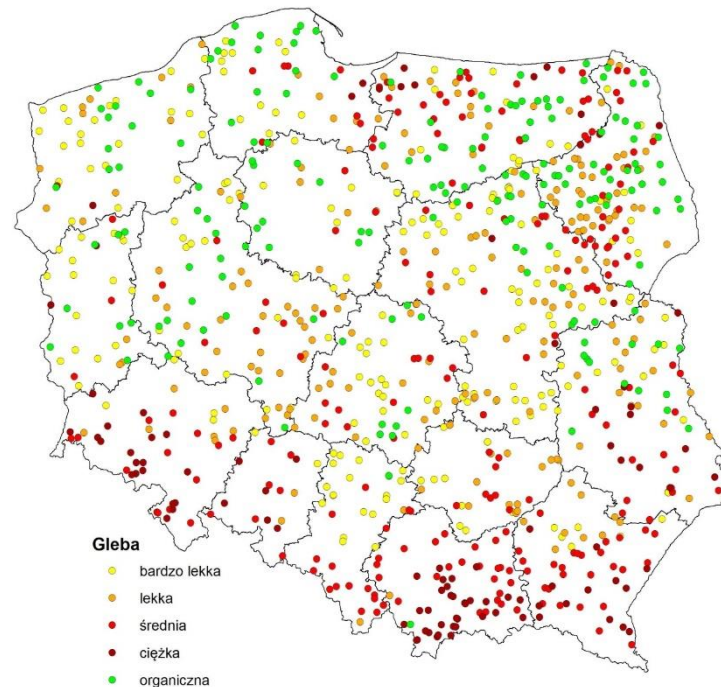 Gleba
bardzo lekka
lekka
średnia
ciężka
organiczna